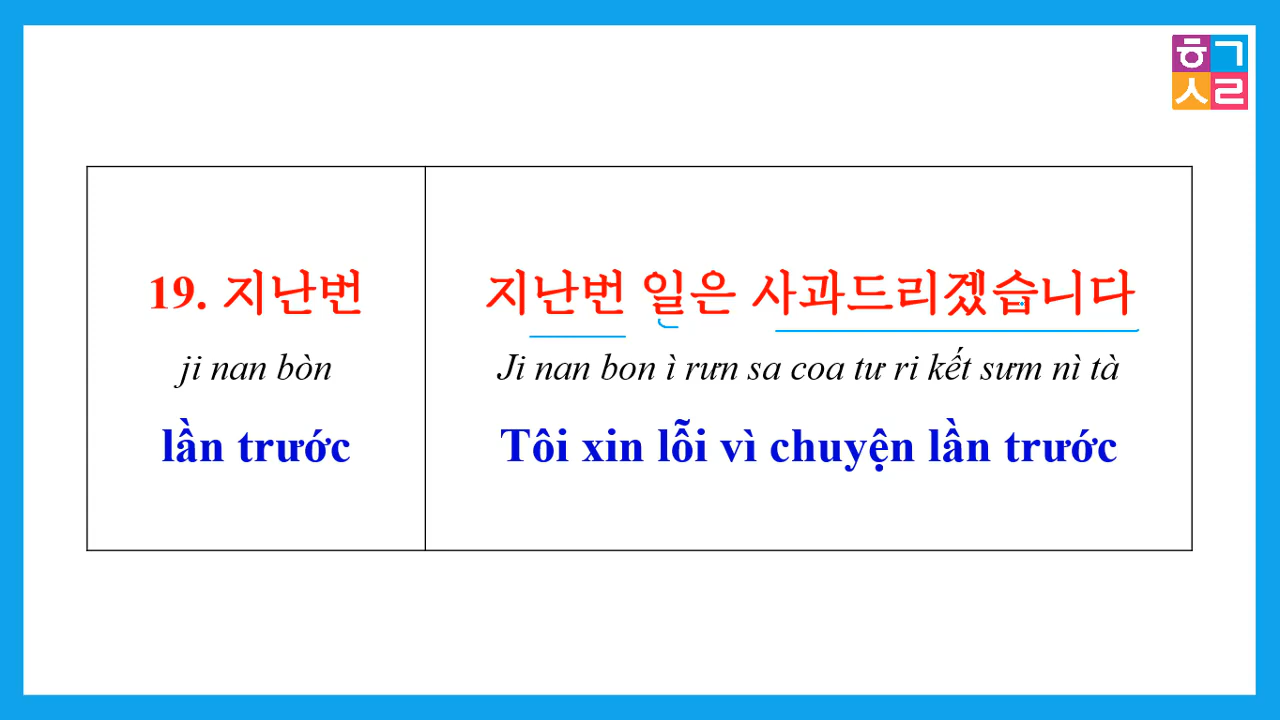 ㅎㄱ
ㅅㄹ
19. 지난번
ji nan bòn
lần trước
지난번 일은 사과드리겠습니다
Ji nan bon ì rưn sa coa tư ri kết sưm nì tà
Tôi xin lỗi vì chuyện lần trước